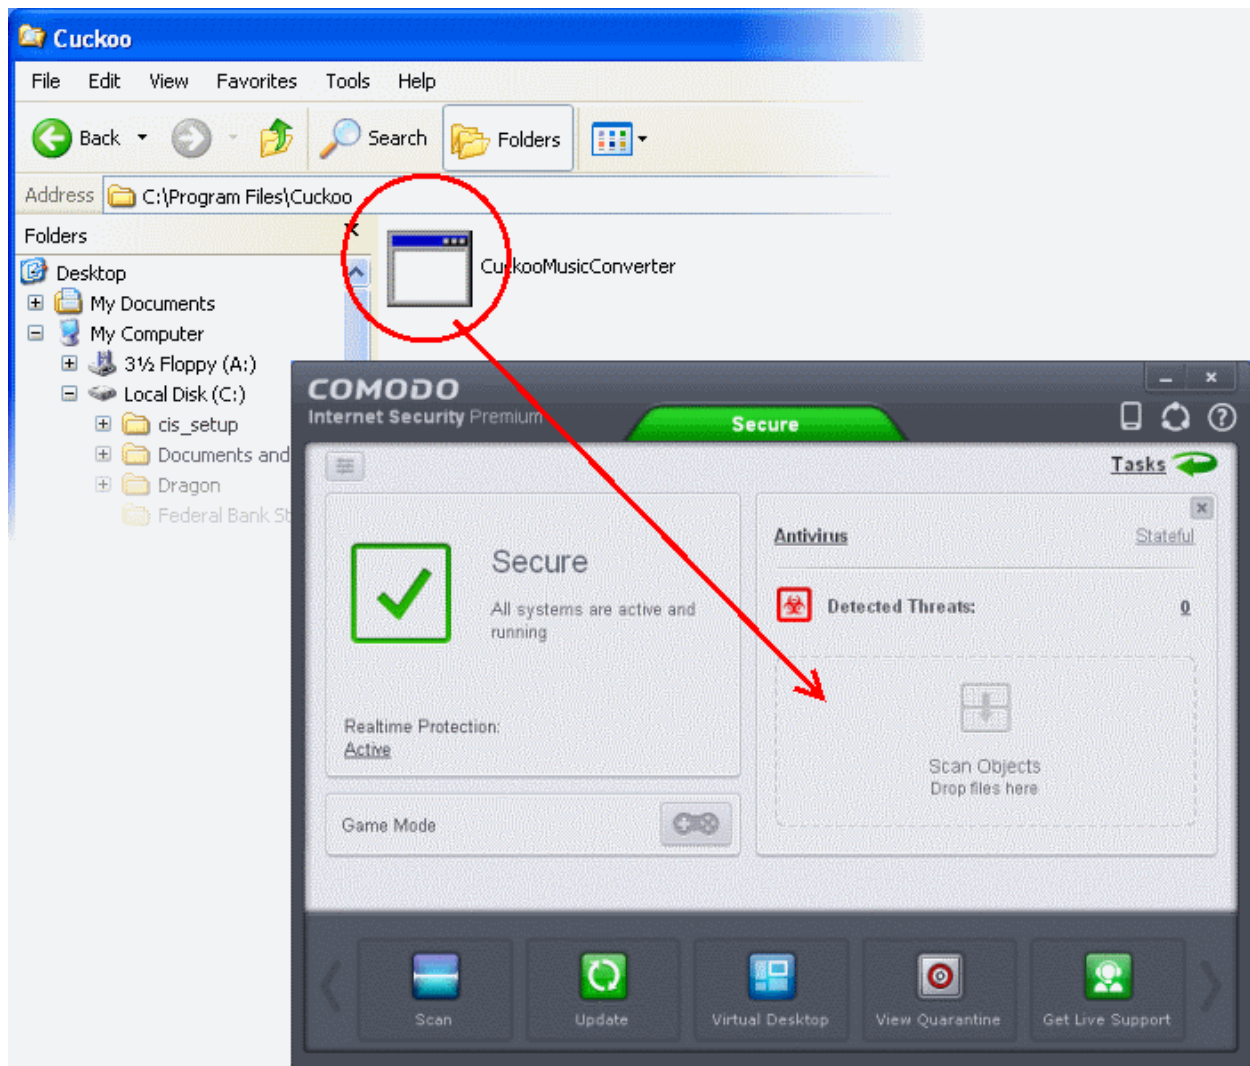 Cuckoo
File Edit View Favorites Tools Help
Back Search Folders
Address C:\Program Files\Cuckoo
Folders
Desktop
My Documents
My Computer
3½ Floppy (A:)
Local Disk (C:)
cis_setup
Documents and
Dragon
Federal Bank St
CuckooMusicConverter
COMODO
Internet Security Premium
Secure
Tasks
Secure
All systems are active and
running
Realtime Protection:
Active
Game Mode
Antivirus Stateful
Detected Threats: 0
Scan Objects
Drop files here
Scan Update Virtual Desktop View Quarantine Get Live Support